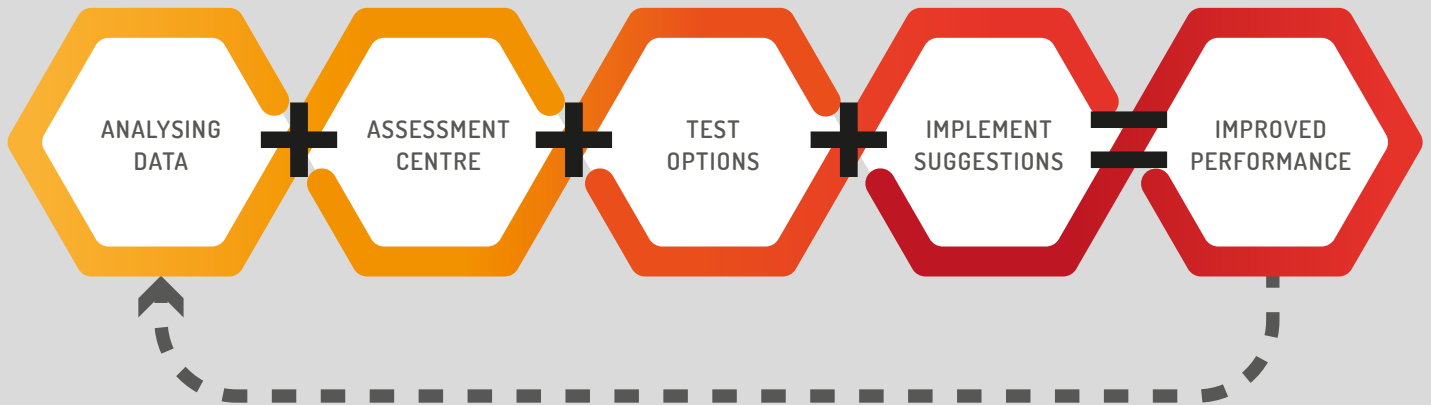 ANALYSING
DATA
+
ASSESSMENT
CENTRE
+
TEST
OPTIONS
+
IMPLEMENT
SUGGESTIONS
=
IMPROVED
PERFORMANCE